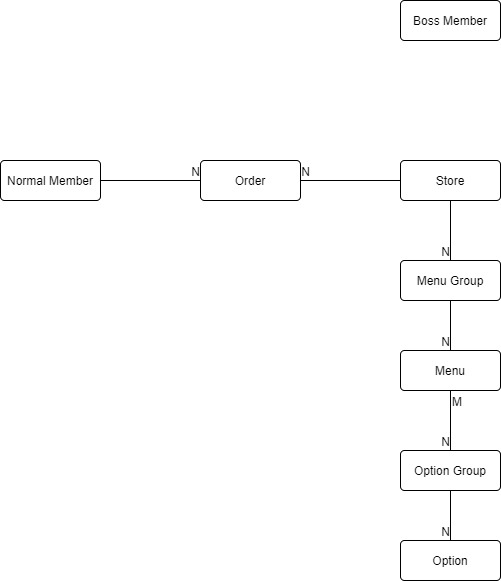 Boss Member
Normal Member
N
Order
N
Store
N
Menu Group
N
Menu
M
N
Option Group
N
Option